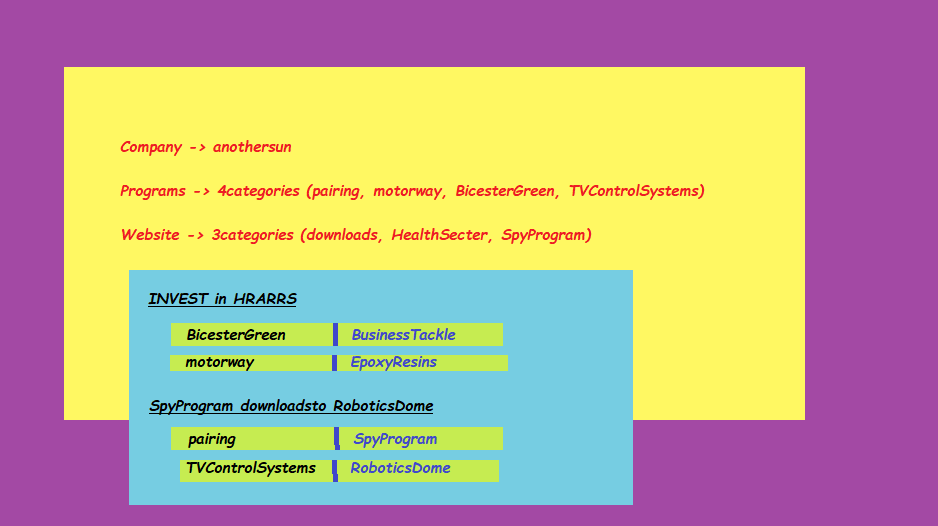 Company -> anothersun
Programs -> 4categories (pairing, motorway, BicesterGreen, TVControlSystems)
Website -> 3categories (downloads, HealthSecter, SpyProgram)
INVEST in HRARRS
BicesterGreen BusinessTackle
motorway EpoxyResins
SpyProgram downloadsto RoboticsDome
pairing SpyProgram
TVControlSystems RoboticsDome